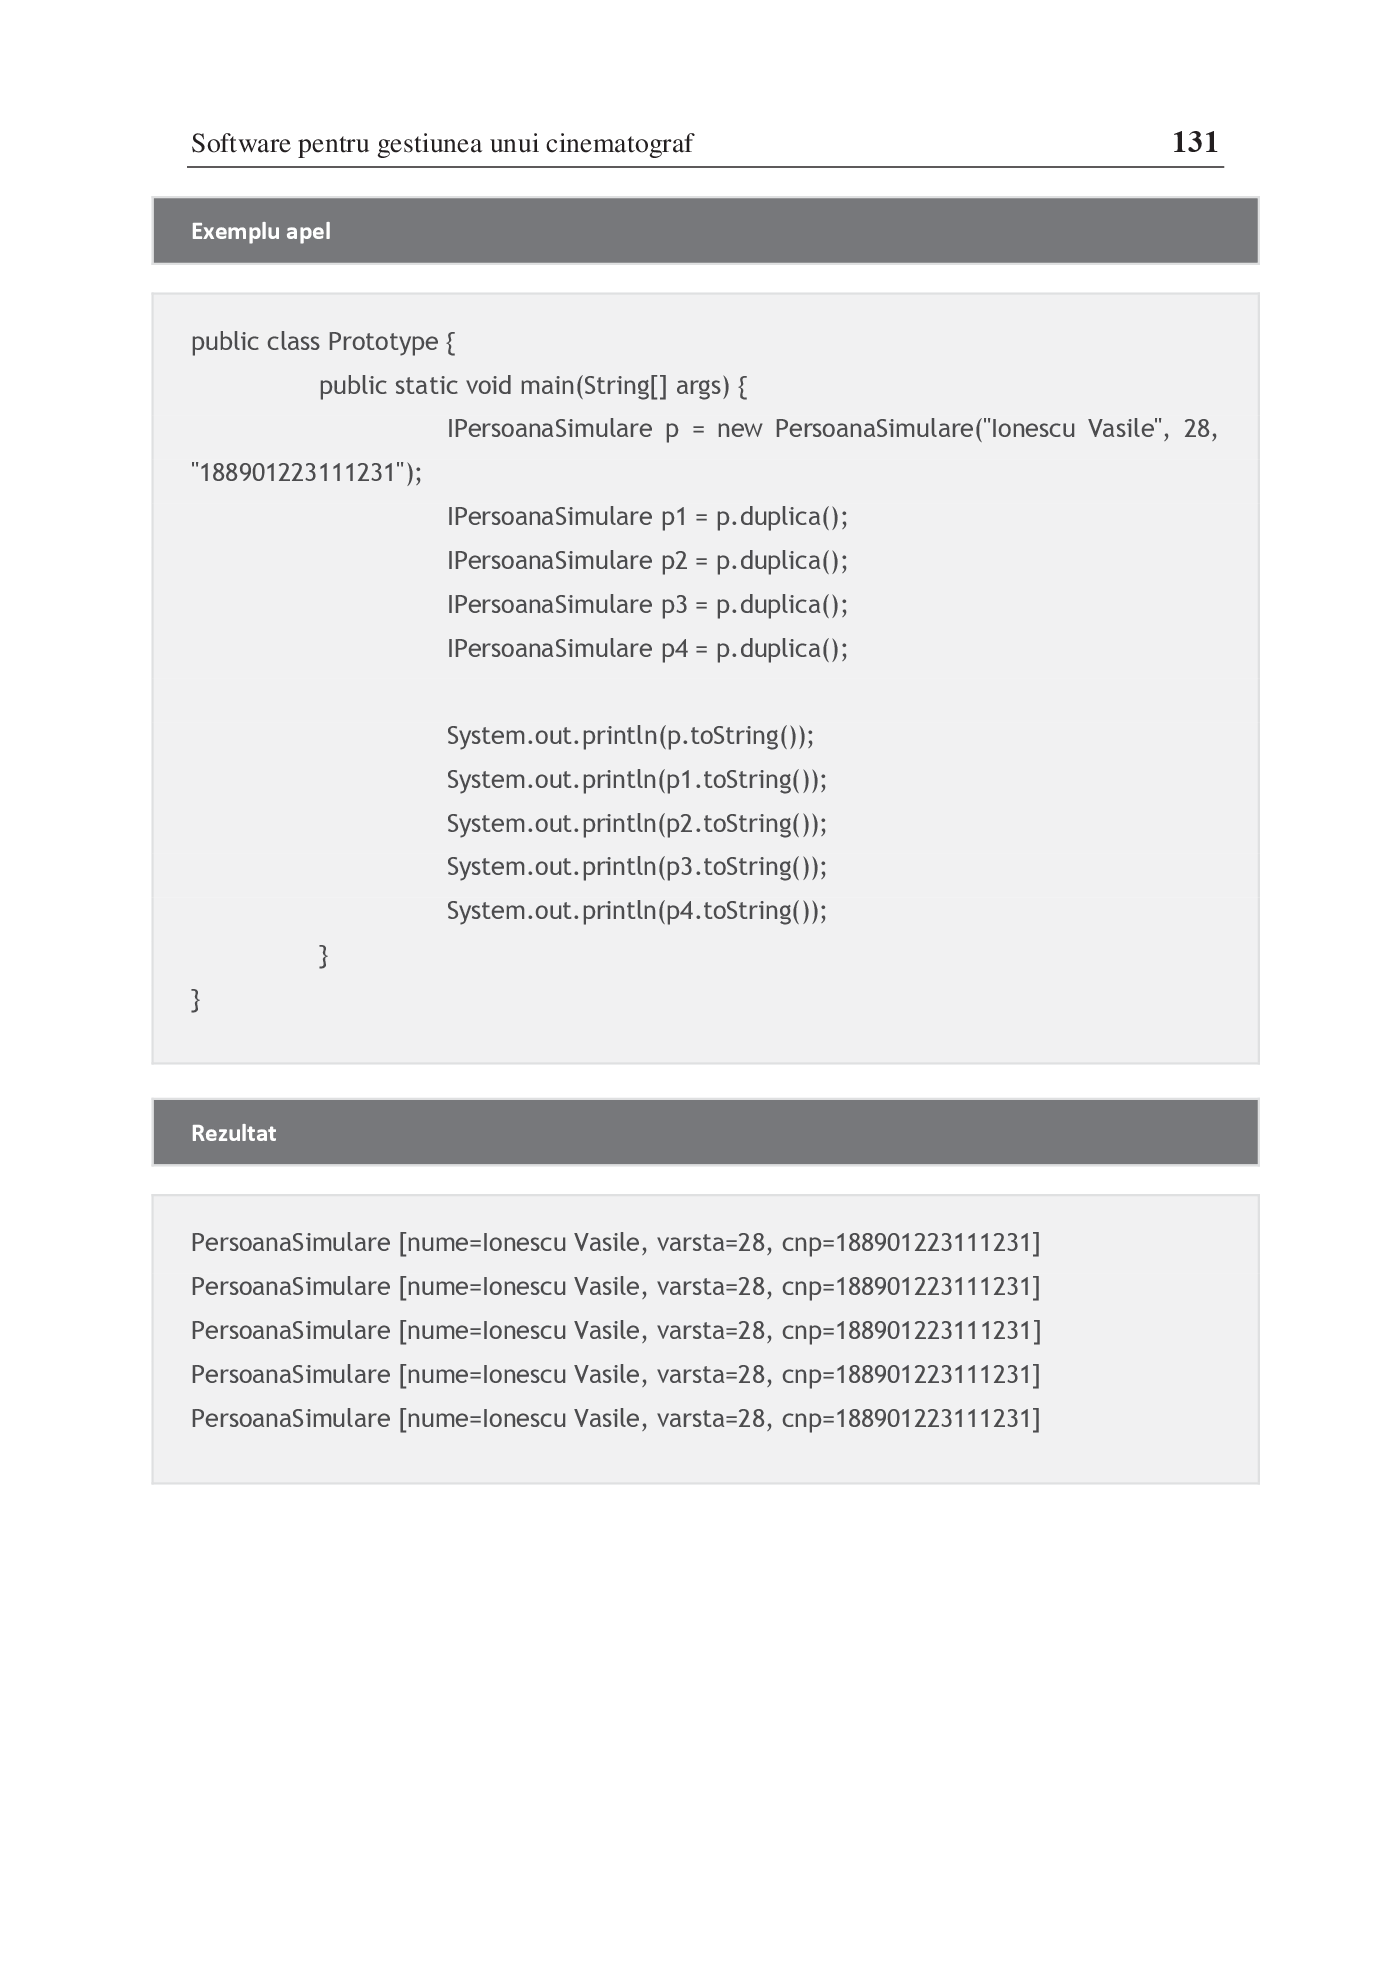 Software pentru gestiunea unui cinematograf 131
Exemplu apel
public class Prototype {
public static void main(String[] args) {
IPersoanaSimulare p = new PersoanaSimulare("Ionescu Vasile", 28,
"188901223111231");
IPersoanaSimulare p1 = p.duplica();
IPersoanaSimulare p2 = p.duplica();
IPersoanaSimulare p3 = p.duplica();
IPersoanaSimulare p4 = p.duplica();
System.out.println(p.toString());
System.out.println(p1.toString());
System.out.println(p2.toString());
System.out.println(p3.toString());
System.out.println(p4.toString());
}
}
Rezultat
PersoanaSimulare [nume=Ionescu Vasile, varsta=28, cnp=188901223111231]
PersoanaSimulare [nume=Ionescu Vasile, varsta=28, cnp=188901223111231]
PersoanaSimulare [nume=Ionescu Vasile, varsta=28, cnp=188901223111231]
PersoanaSimulare [nume=Ionescu Vasile, varsta=28, cnp=188901223111231]
PersoanaSimulare [nume=Ionescu Vasile, varsta=28, cnp=188901223111231]